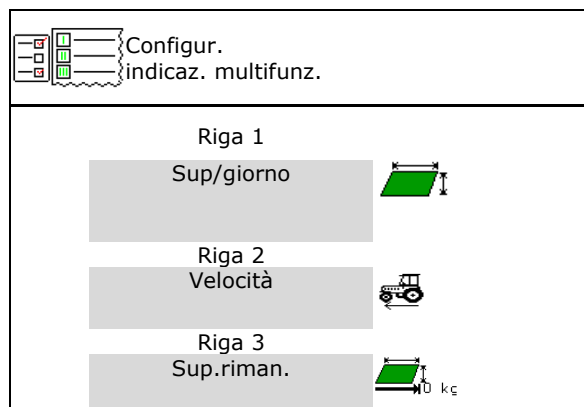 Configur.
indicaz. multifunz.
Riga 1
Sup/giorno
Riga 2
Velocità
Riga 3
Sup.riman.
0 kg